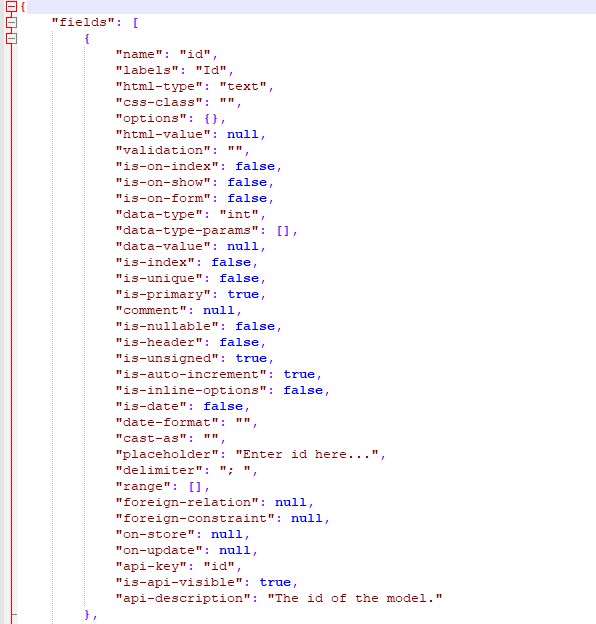 {
"fields": [
{
"name": "id",
"labels": "Id",
"html-type": "text",
"css-class": "",
"options": {},
"html-value": null,
"validation": "",
"is-on-index": false,
"is-on-show": false,
"is-on-form": false,
"data-type": "int",
"data-type-params": [],
"data-value": null,
"is-index": false,
"is-unique": false,
"is-primary": true,
"comment": null,
"is-nullable": false,
"is-header": false,
"is-unsigned": true,
"is-auto-increment": true,
"is-inline-options": false,
"is-date": false,
"date-format": "",
"cast-as": "",
"placeholder": "Enter id here...",
"delimiter": "; ",
"range": [],
"foreign-relation": null,
"foreign-constraint": null,
"on-store": null,
"on-update": null,
"api-key": "id",
"is-api-visible": true,
"api-description": "The id of the model."
},